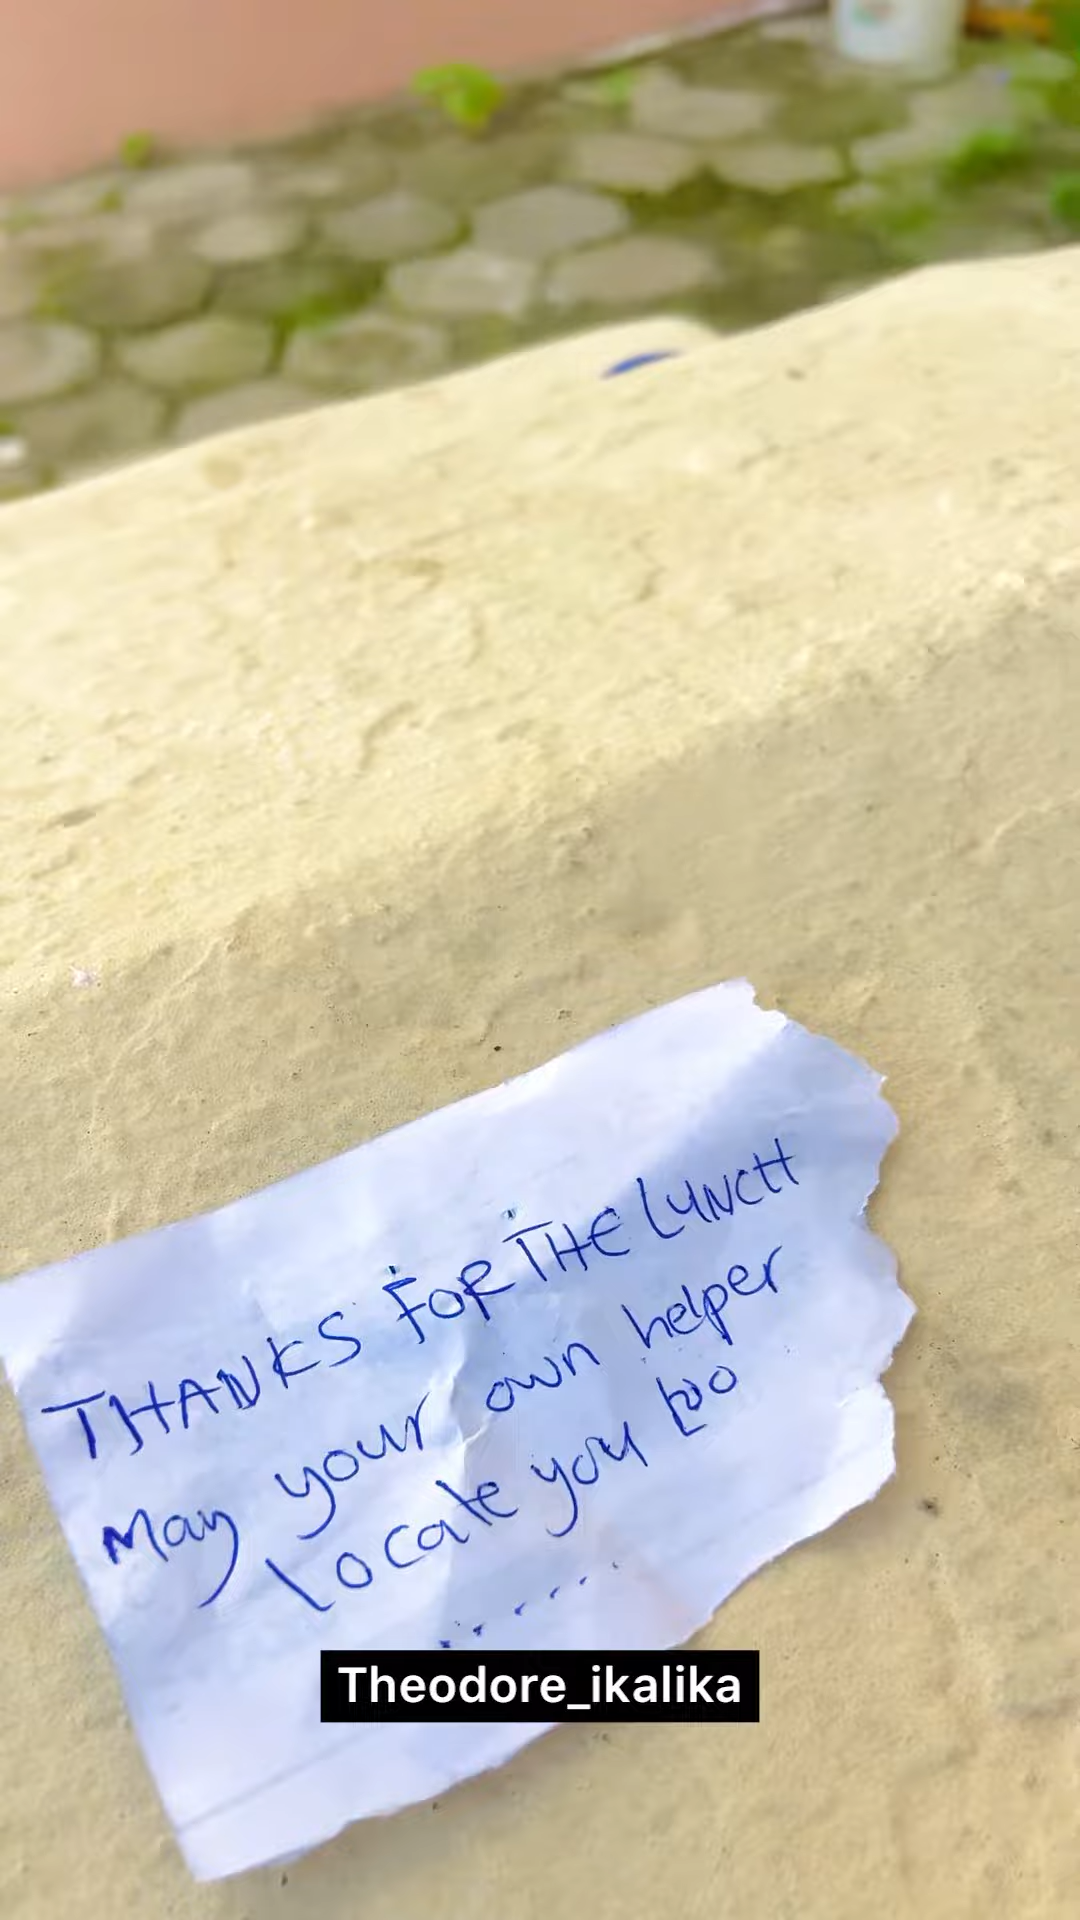 THANKS FOR THE LUNCH
May your own helper
locate you too
......
Theodore_ikalika